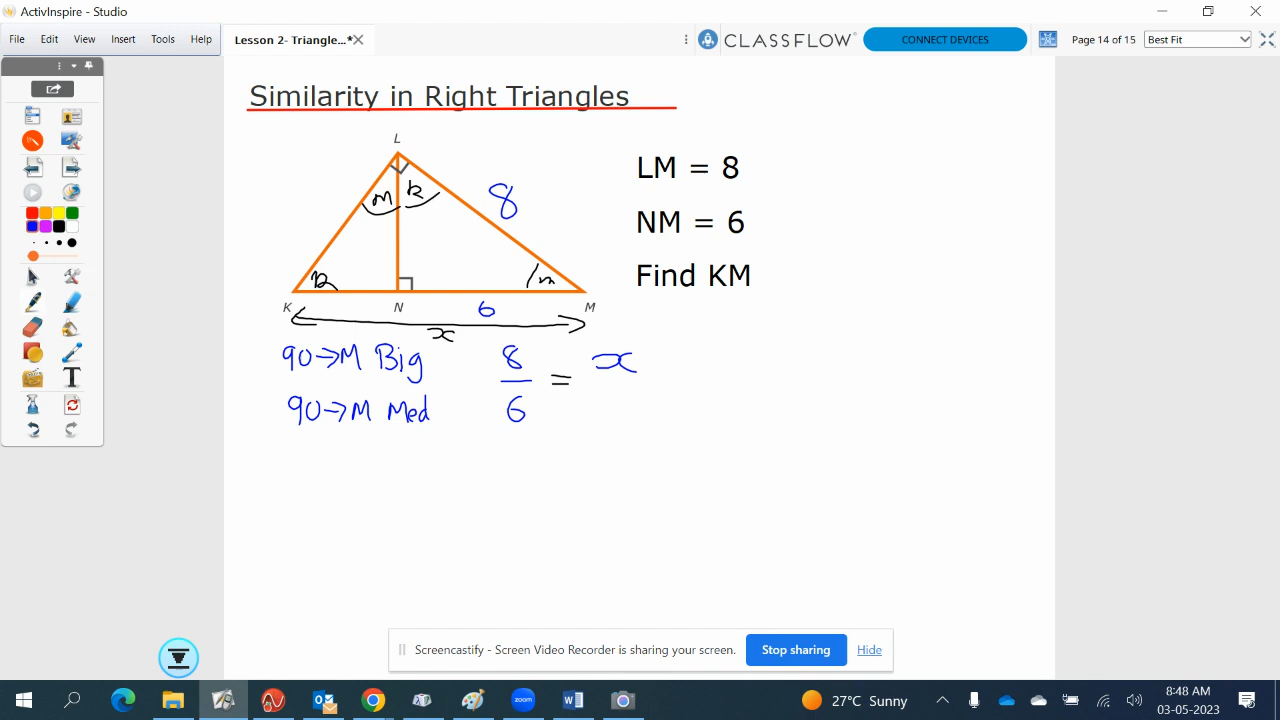 ActivInspire - Studio
File Edit View Insert Tools Help
Lesson 2- Triangle...*
CLASSFLOW
CONNECT DEVICES
Page 14 of 15
Best Fit
Similarity in Right Triangles
L
LM = 8
M k
8
NM = 6
Find KM
k
m
K
N
6
M
x
90→M Big
8
= x
90→M Med
6
T
Screencastify - Screen Video Recorder is sharing your screen.
Stop sharing
Hide
zoom
27°C Sunny
8:48 AM
03-05-2023